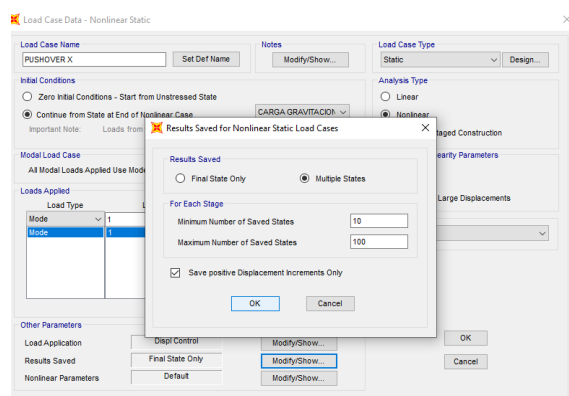 Load Case Data - Nonlinear Static
Load Case Name
PUSHOVER X
Set Def Name
Notes
Modify/Show...
Load Case Type
Static
Design...
Initial Conditions
Zero Initial Conditions - Start from Unstressed State
Continue from State at End of Nonlinear Case
CARGA GRAVITACION
Important Note: Loads from
Analysis Type
Linear
Nonlinear
taged Construction
Modal Load Case
All Modal Loads Applied Use Mode
earity Parameters
Large Displacements
Loads Applied
Load Type
L
Mode 1
Mode 1
Results Saved for Nonlinear Static Load Cases
Results Saved
Final State Only
Multiple States
For Each Stage
Minimum Number of Saved States 10
Maximum Number of Saved States 100
Save positive Displacement Increments Only
OK
Cancel
Other Parameters
Load Application Displ Control Modify/Show...
Results Saved Final State Only Modify/Show...
Nonlinear Parameters Default Modify/Show...
OK
Cancel